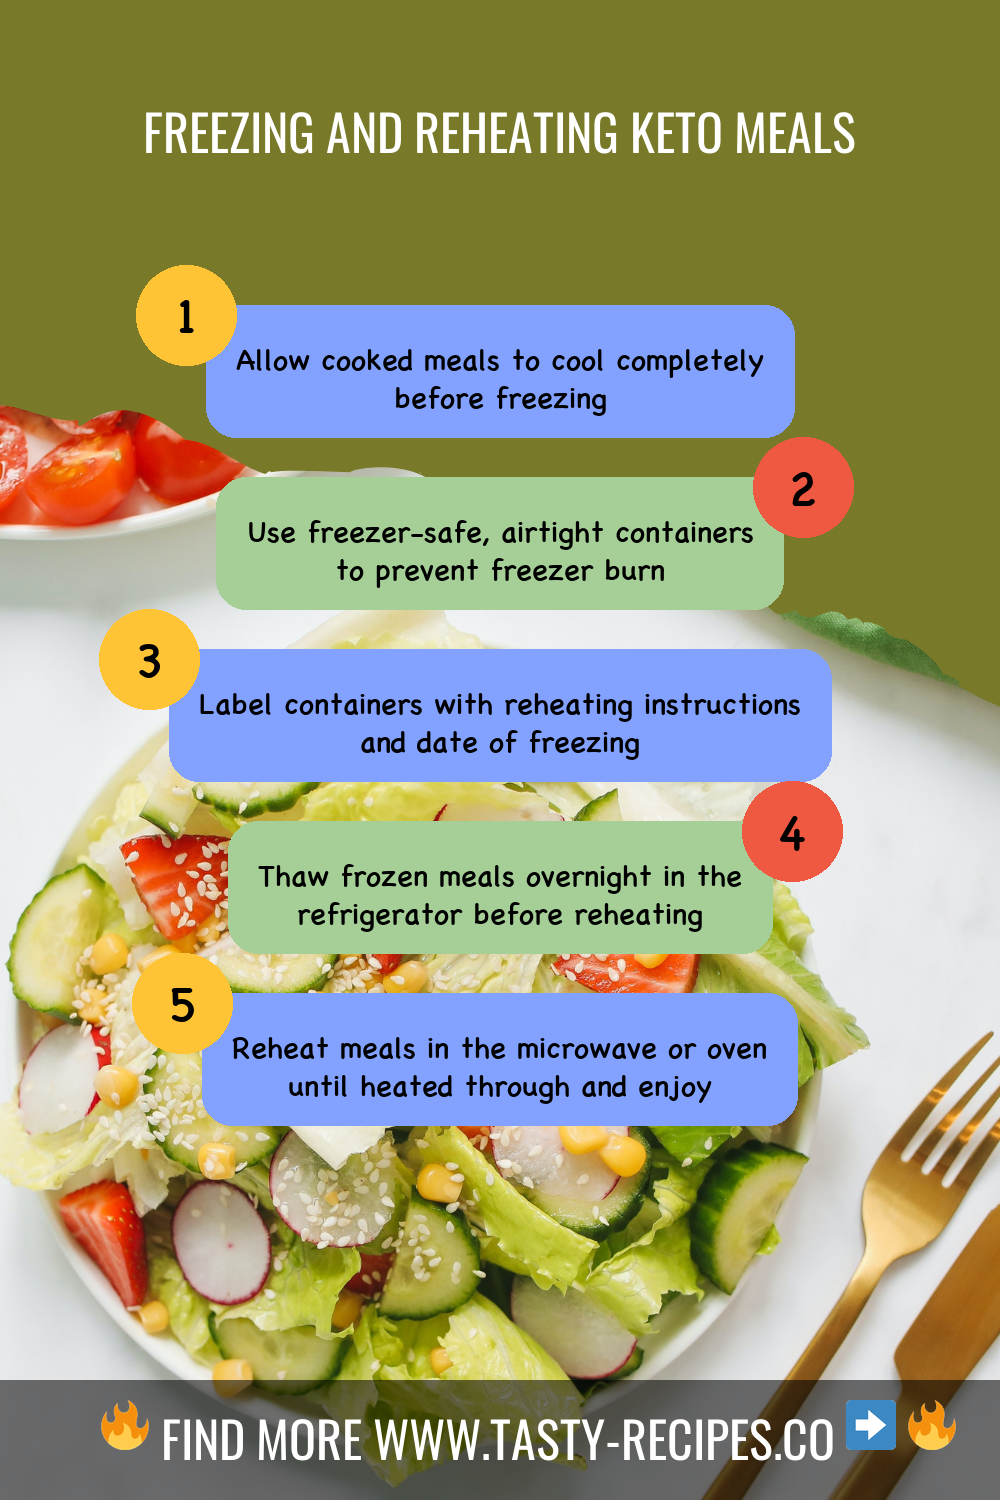 FREEZING AND REHEATING KETO MEALS
1
Allow cooked meals to cool completely
before freezing
2
Use freezer-safe, airtight containers
to prevent freezer burn
3
Label containers with reheating instructions
and date of freezing
4
Thaw frozen meals overnight in the
refrigerator before reheating
5
Reheat meals in the microwave or oven
until heated through and enjoy
🔥 FIND MORE WWW.TASTY-RECIPES.CO ➡️ 🔥